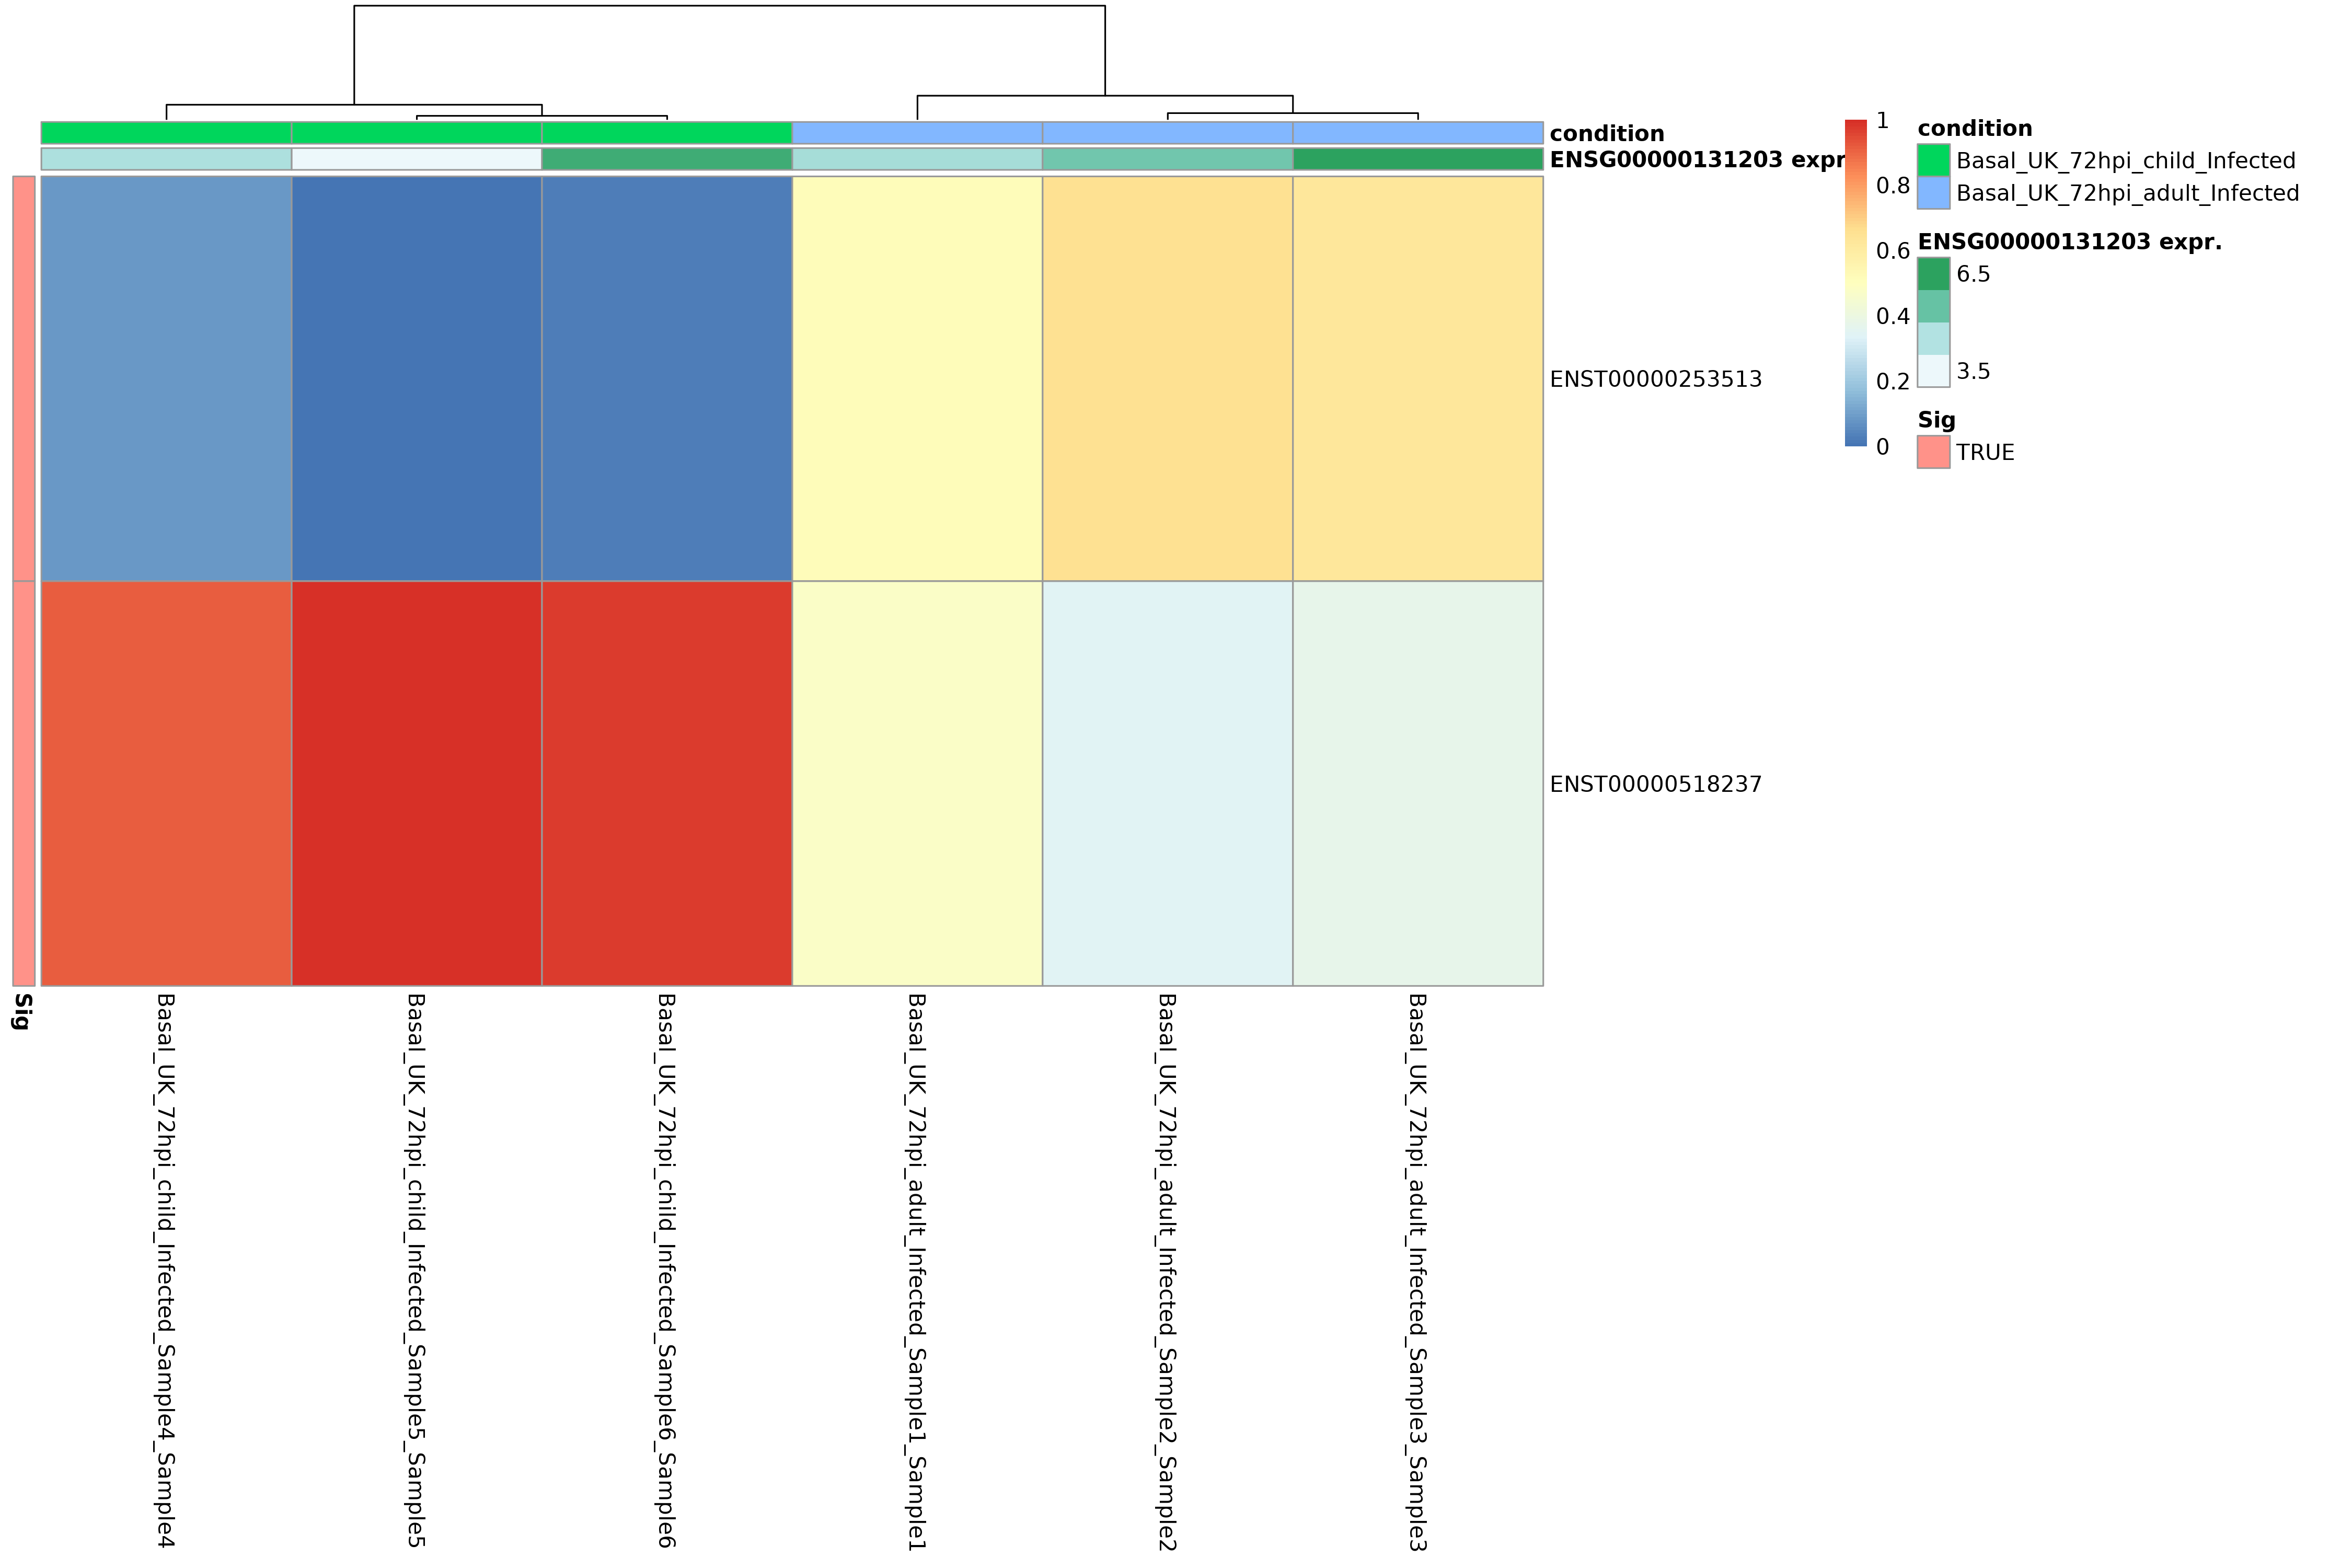 condition
ENSG00000131203 expr
ENST00000253513
ENST00000518237
Sig
Basal_UK_72hpi_child_Infected_Sample4_Sample4
Basal_UK_72hpi_child_Infected_Sample5_Sample5
Basal_UK_72hpi_child_Infected_Sample6_Sample6
Basal_UK_72hpi_adult_Infected_Sample1_Sample1
Basal_UK_72hpi_adult_Infected_Sample2_Sample2
Basal_UK_72hpi_adult_Infected_Sample3_Sample3
1
0.8
0.6
0.4
0.2
0
condition
Basal_UK_72hpi_child_Infected
Basal_UK_72hpi_adult_Infected
ENSG00000131203 expr.
6.5
3.5
Sig
TRUE